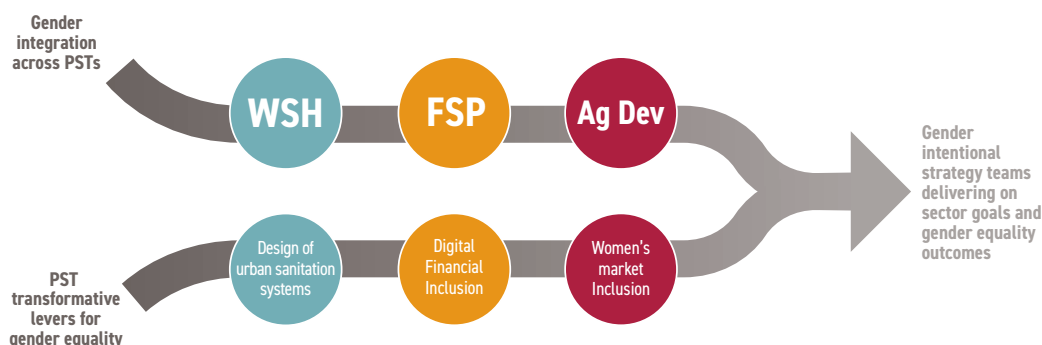 Gender
integration
across PSTs
WSH
FSP
Ag Dev
Gender
intentional
strategy teams
delivering on
sector goals and
gender equality
outcomes
PST
transformative
levers for
gender equality
Design of
urban sanitation
systems
Digital
Financial
Inclusion
Women's
market
Inclusion